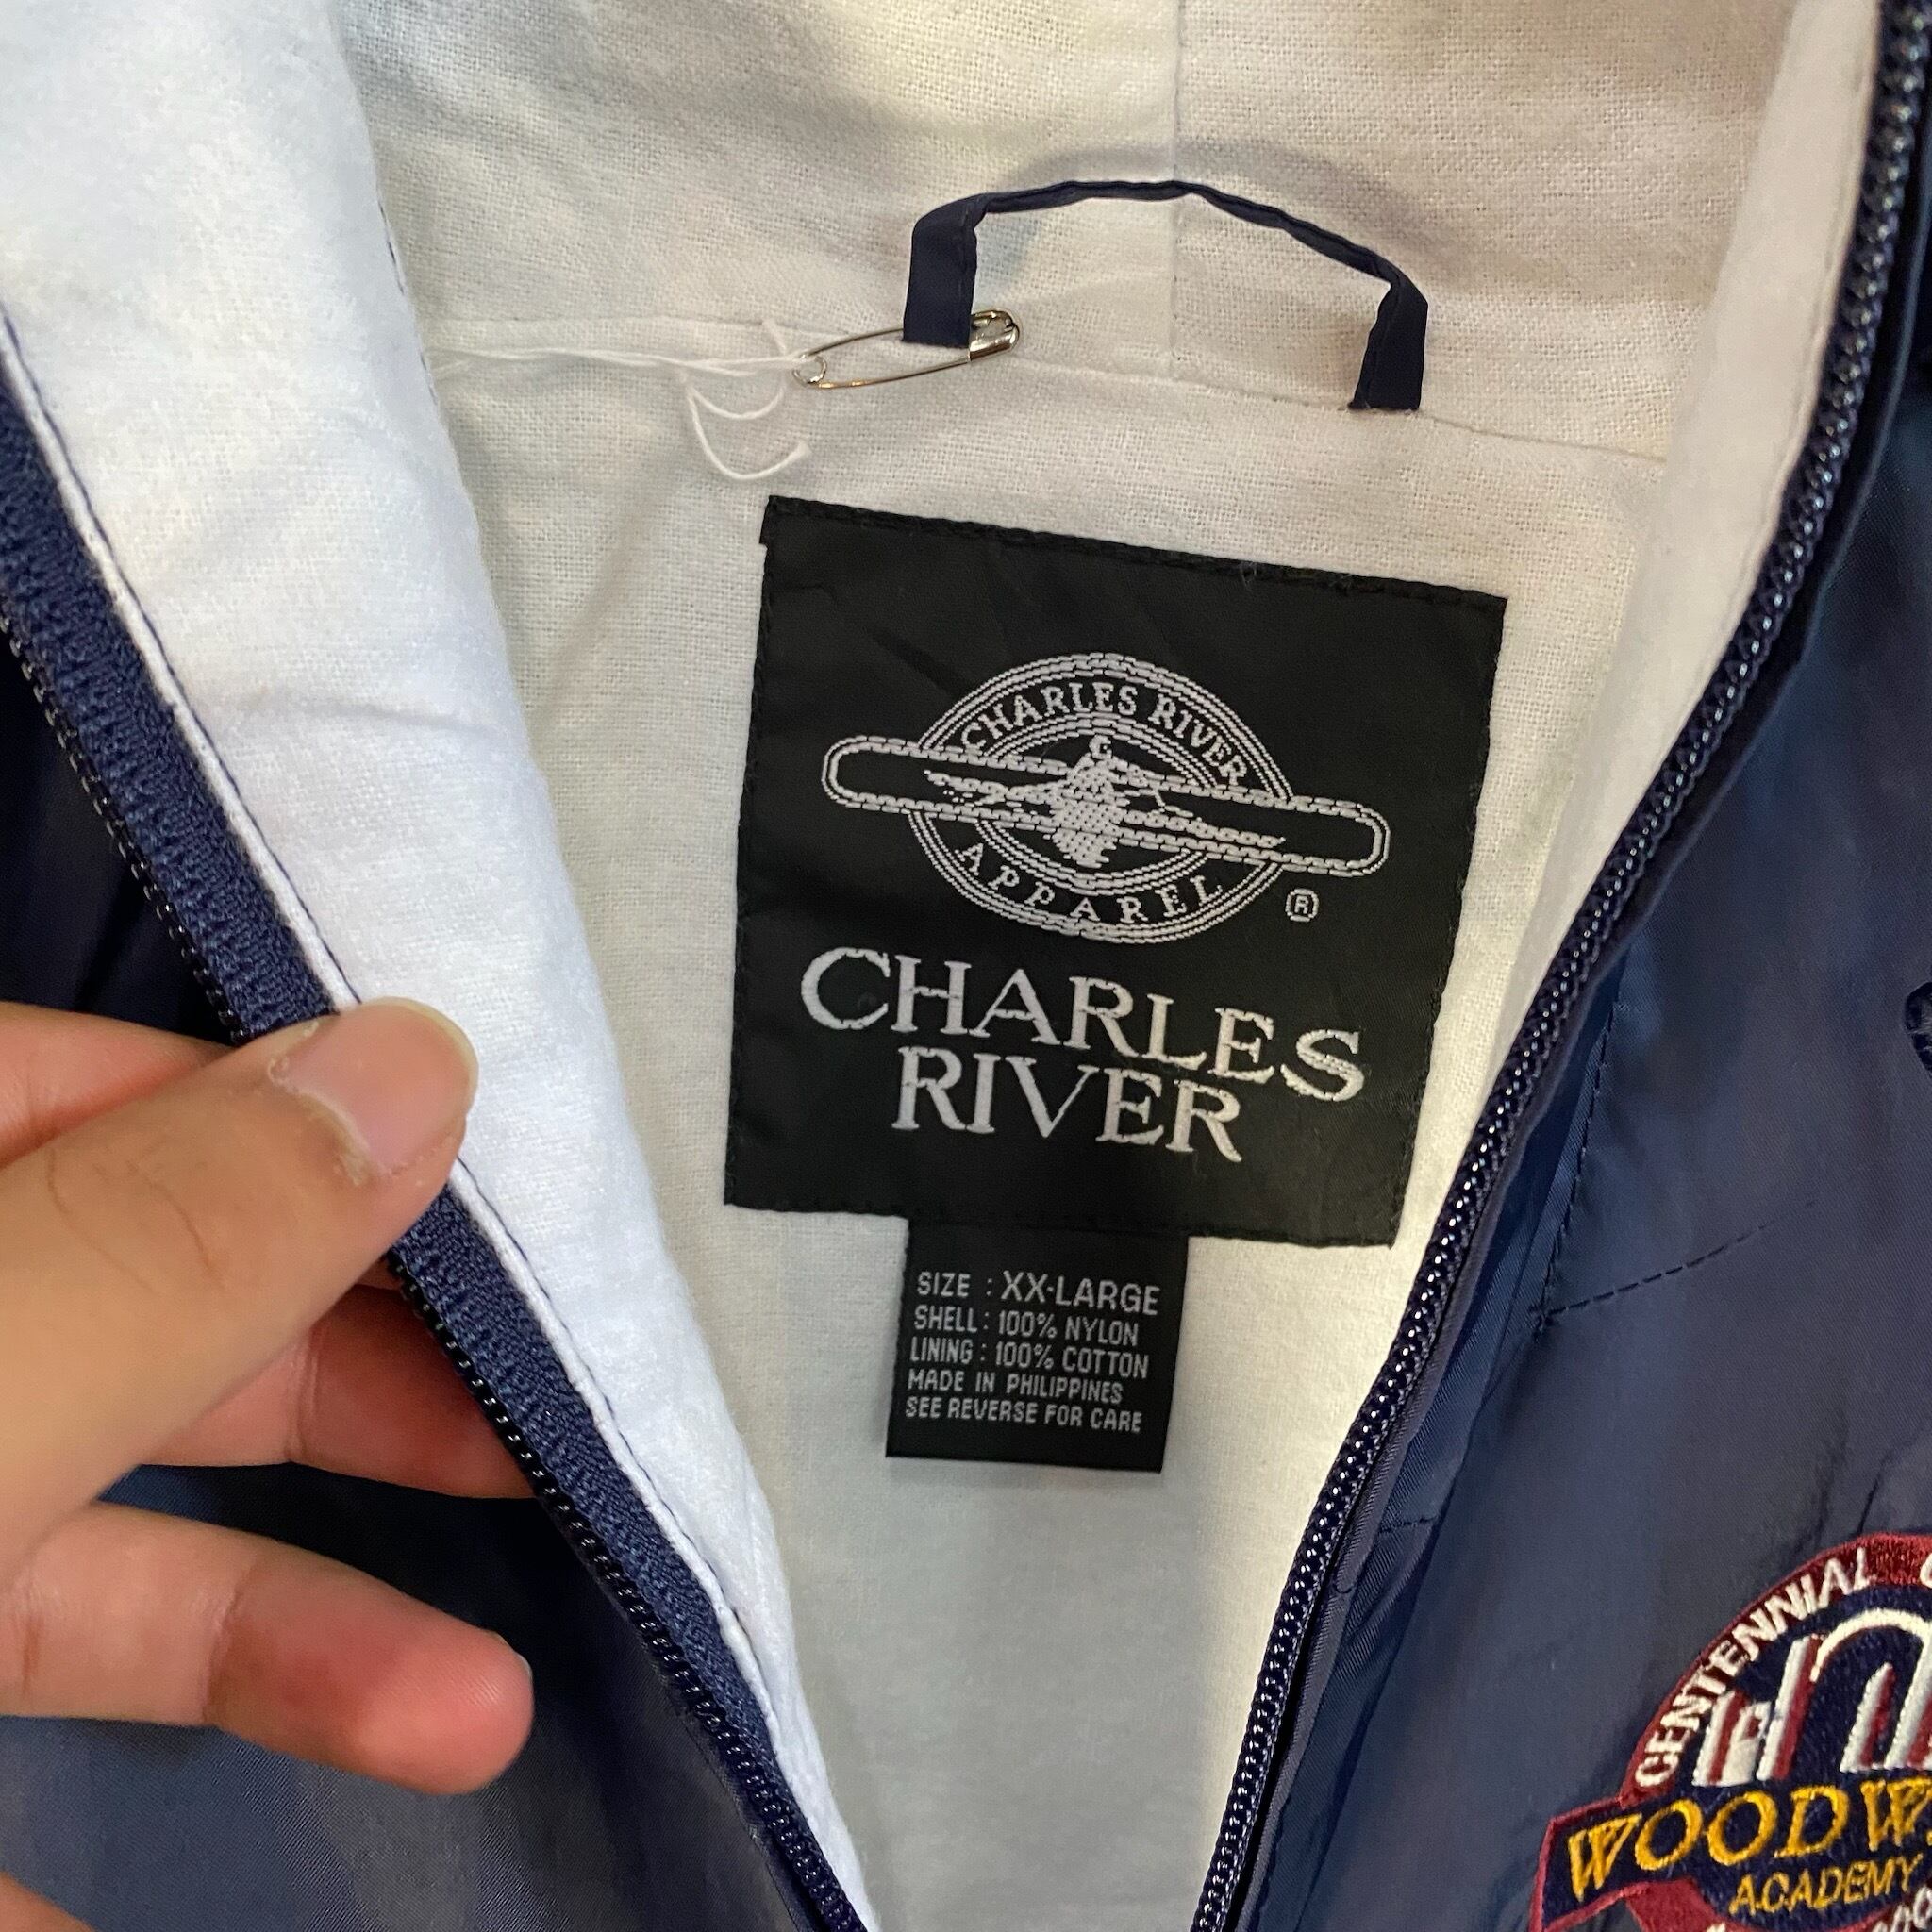 CHARLES RIVER
APPAREL
®
CHARLES
RIVER
SIZE : XX-LARGE
SHELL : 100% NYLON
LINING : 100% COTTON
MADE IN PHILIPPINES
SEE REVERSE FOR CARE
CENTENNIAL
WOODW
ACADEMY